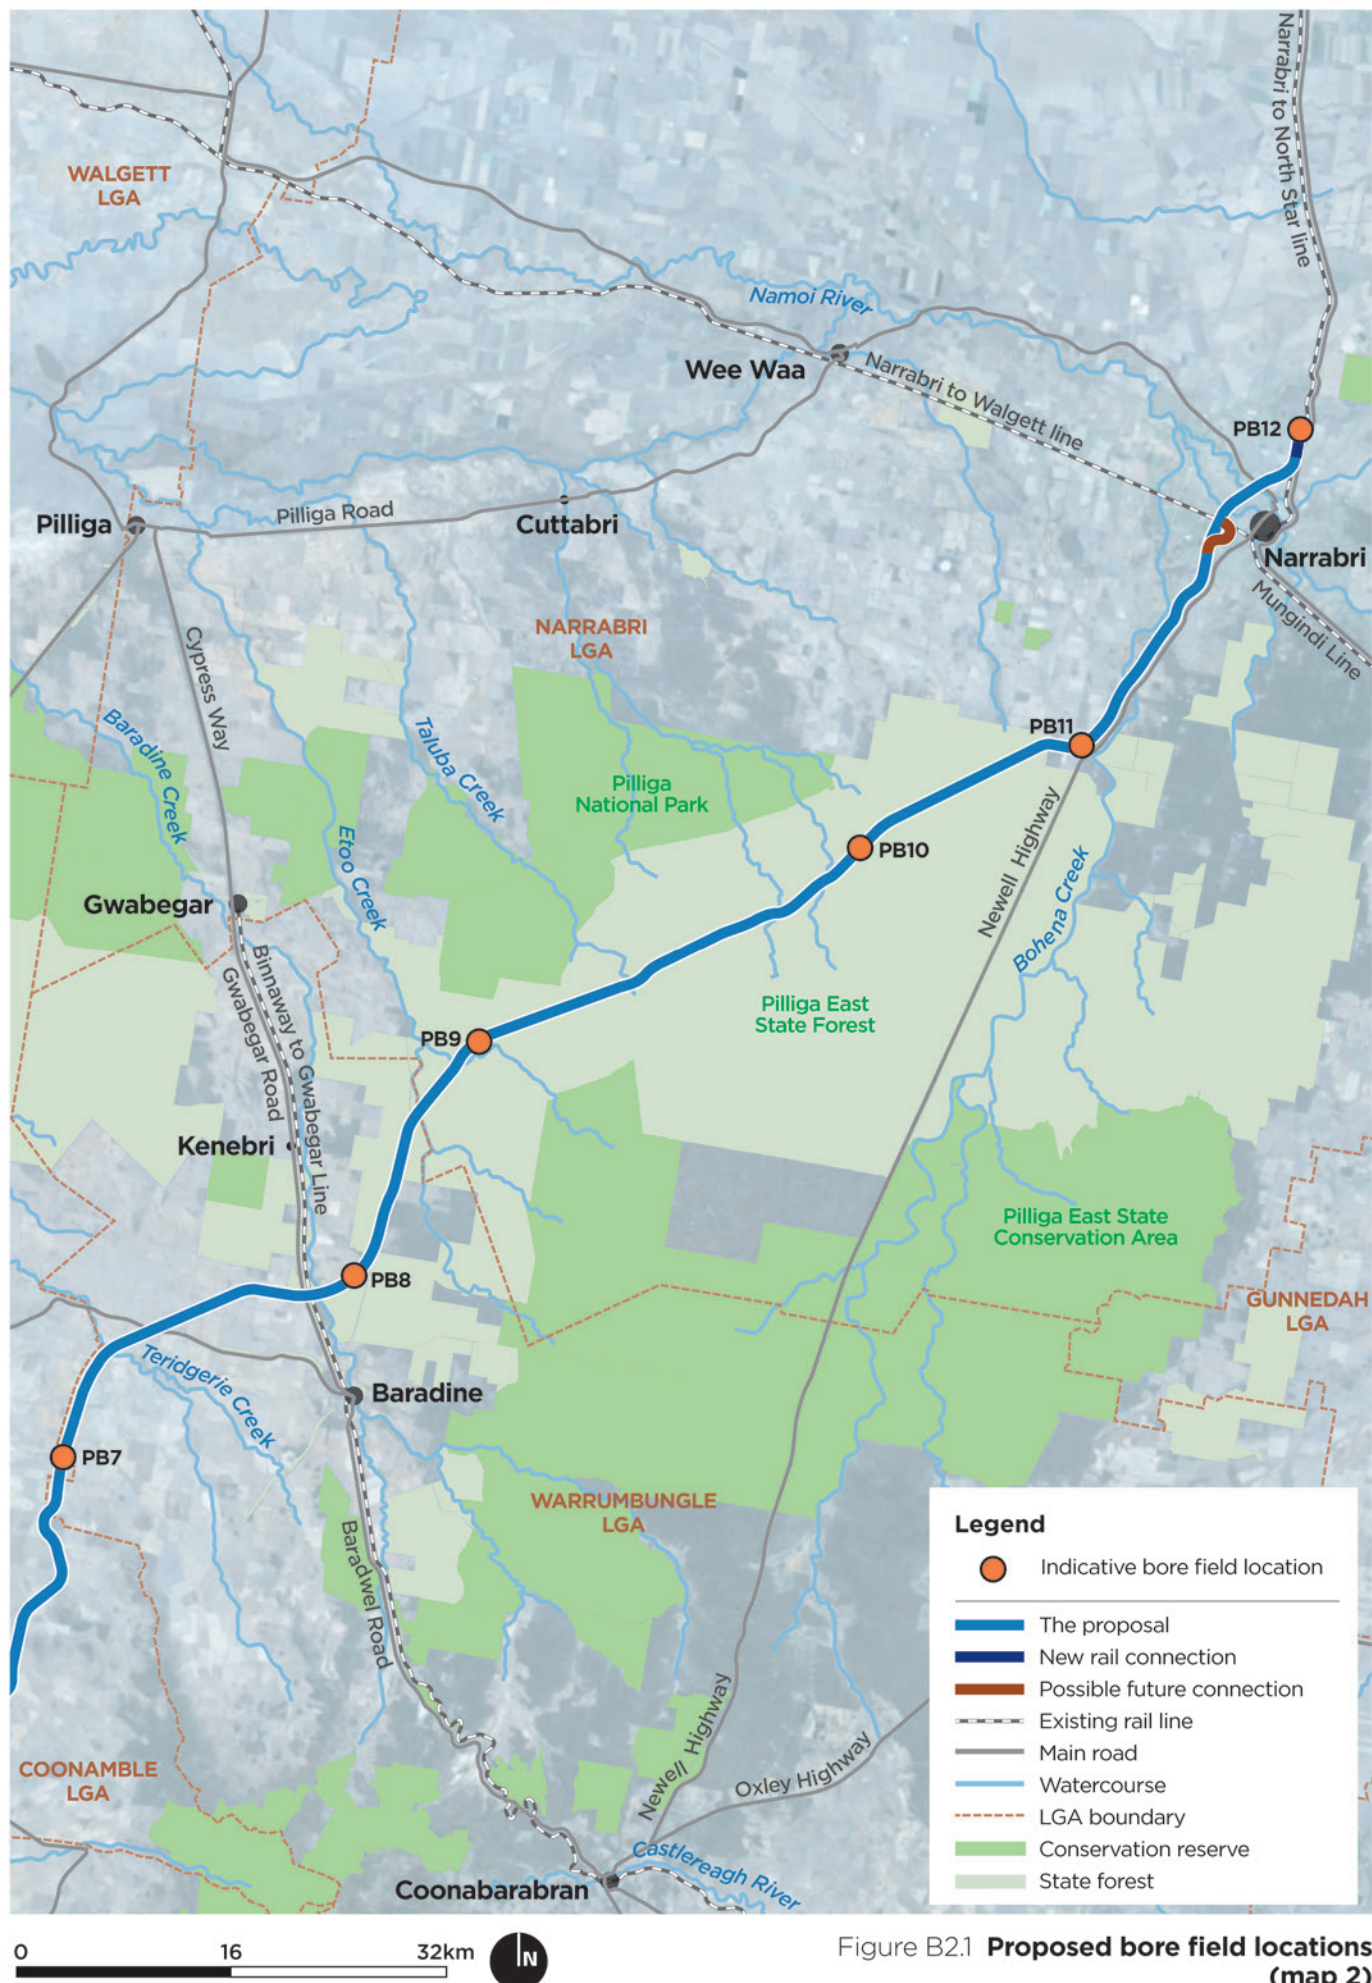 Narrabri to North Star line
WALGETT
LGA
Namoi River
Wee Waa
Narrabri to Walgett line
PB12
Pilliga
Pilliga Road
Cuttabri
Narrabri
Mungindi Line
NARRABRI
LGA
Cypress Way
Baradine Creek
Taluba Creek
PB11
Pilliga
National Park
Etoo Creek
PB10
Newell Highway
Bohena Creek
Gwabegar
Binnaway to Gwabegar Line
Gwabegar Road
Pilliga East
State Forest
PB9
Kenebri
Pilliga East State
Conservation Area
PB8
GUNNEDAH
LGA
Teridgerie Creek
Baradine
PB7
WARRUMBUNGLE
LGA
Baradwel Road
Newell Highway
Oxley Highway
COONAMBLE
LGA
Castlereagh River
Coonabarabran
Legend
Indicative bore field location
The proposal
New rail connection
Possible future connection
Existing rail line
Main road
Watercourse
LGA boundary
Conservation reserve
State forest
0 16 32km
N
Figure B2.1 Proposed bore field locations
(map 2)